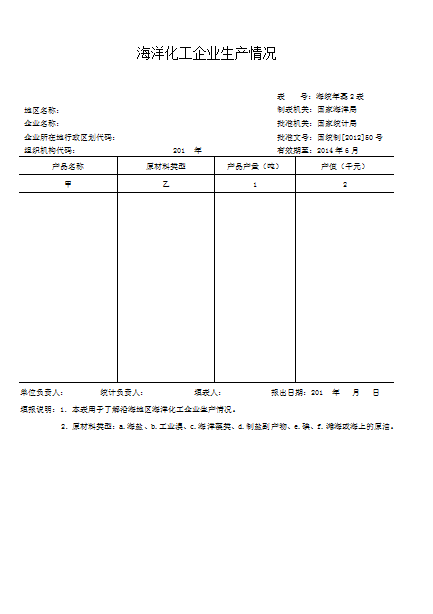 海洋化工企业生产情况
表 号：海统年高2表
地区名称： 制表机关：国家海洋局
企业名称： 批准机关：国家统计局
企业所在地行政区划代码： 批准文号：国统制[2012]50号
组织机构代码： 201 年 有效期至：2014年6月
产品名称 原材料类型 产品产量（吨） 产值（千元）
甲 乙 1 2
单位负责人： 统计负责人： 填表人： 报出日期：201 年 月 日
填报说明：1. 本表用于了解沿海地区海洋化工企业生产情况。
2. 原材料类型：a.海盐、b.工业溴、c.海洋藻类、d.制盐副产物、e.碘、f.滩海或海上的原油。